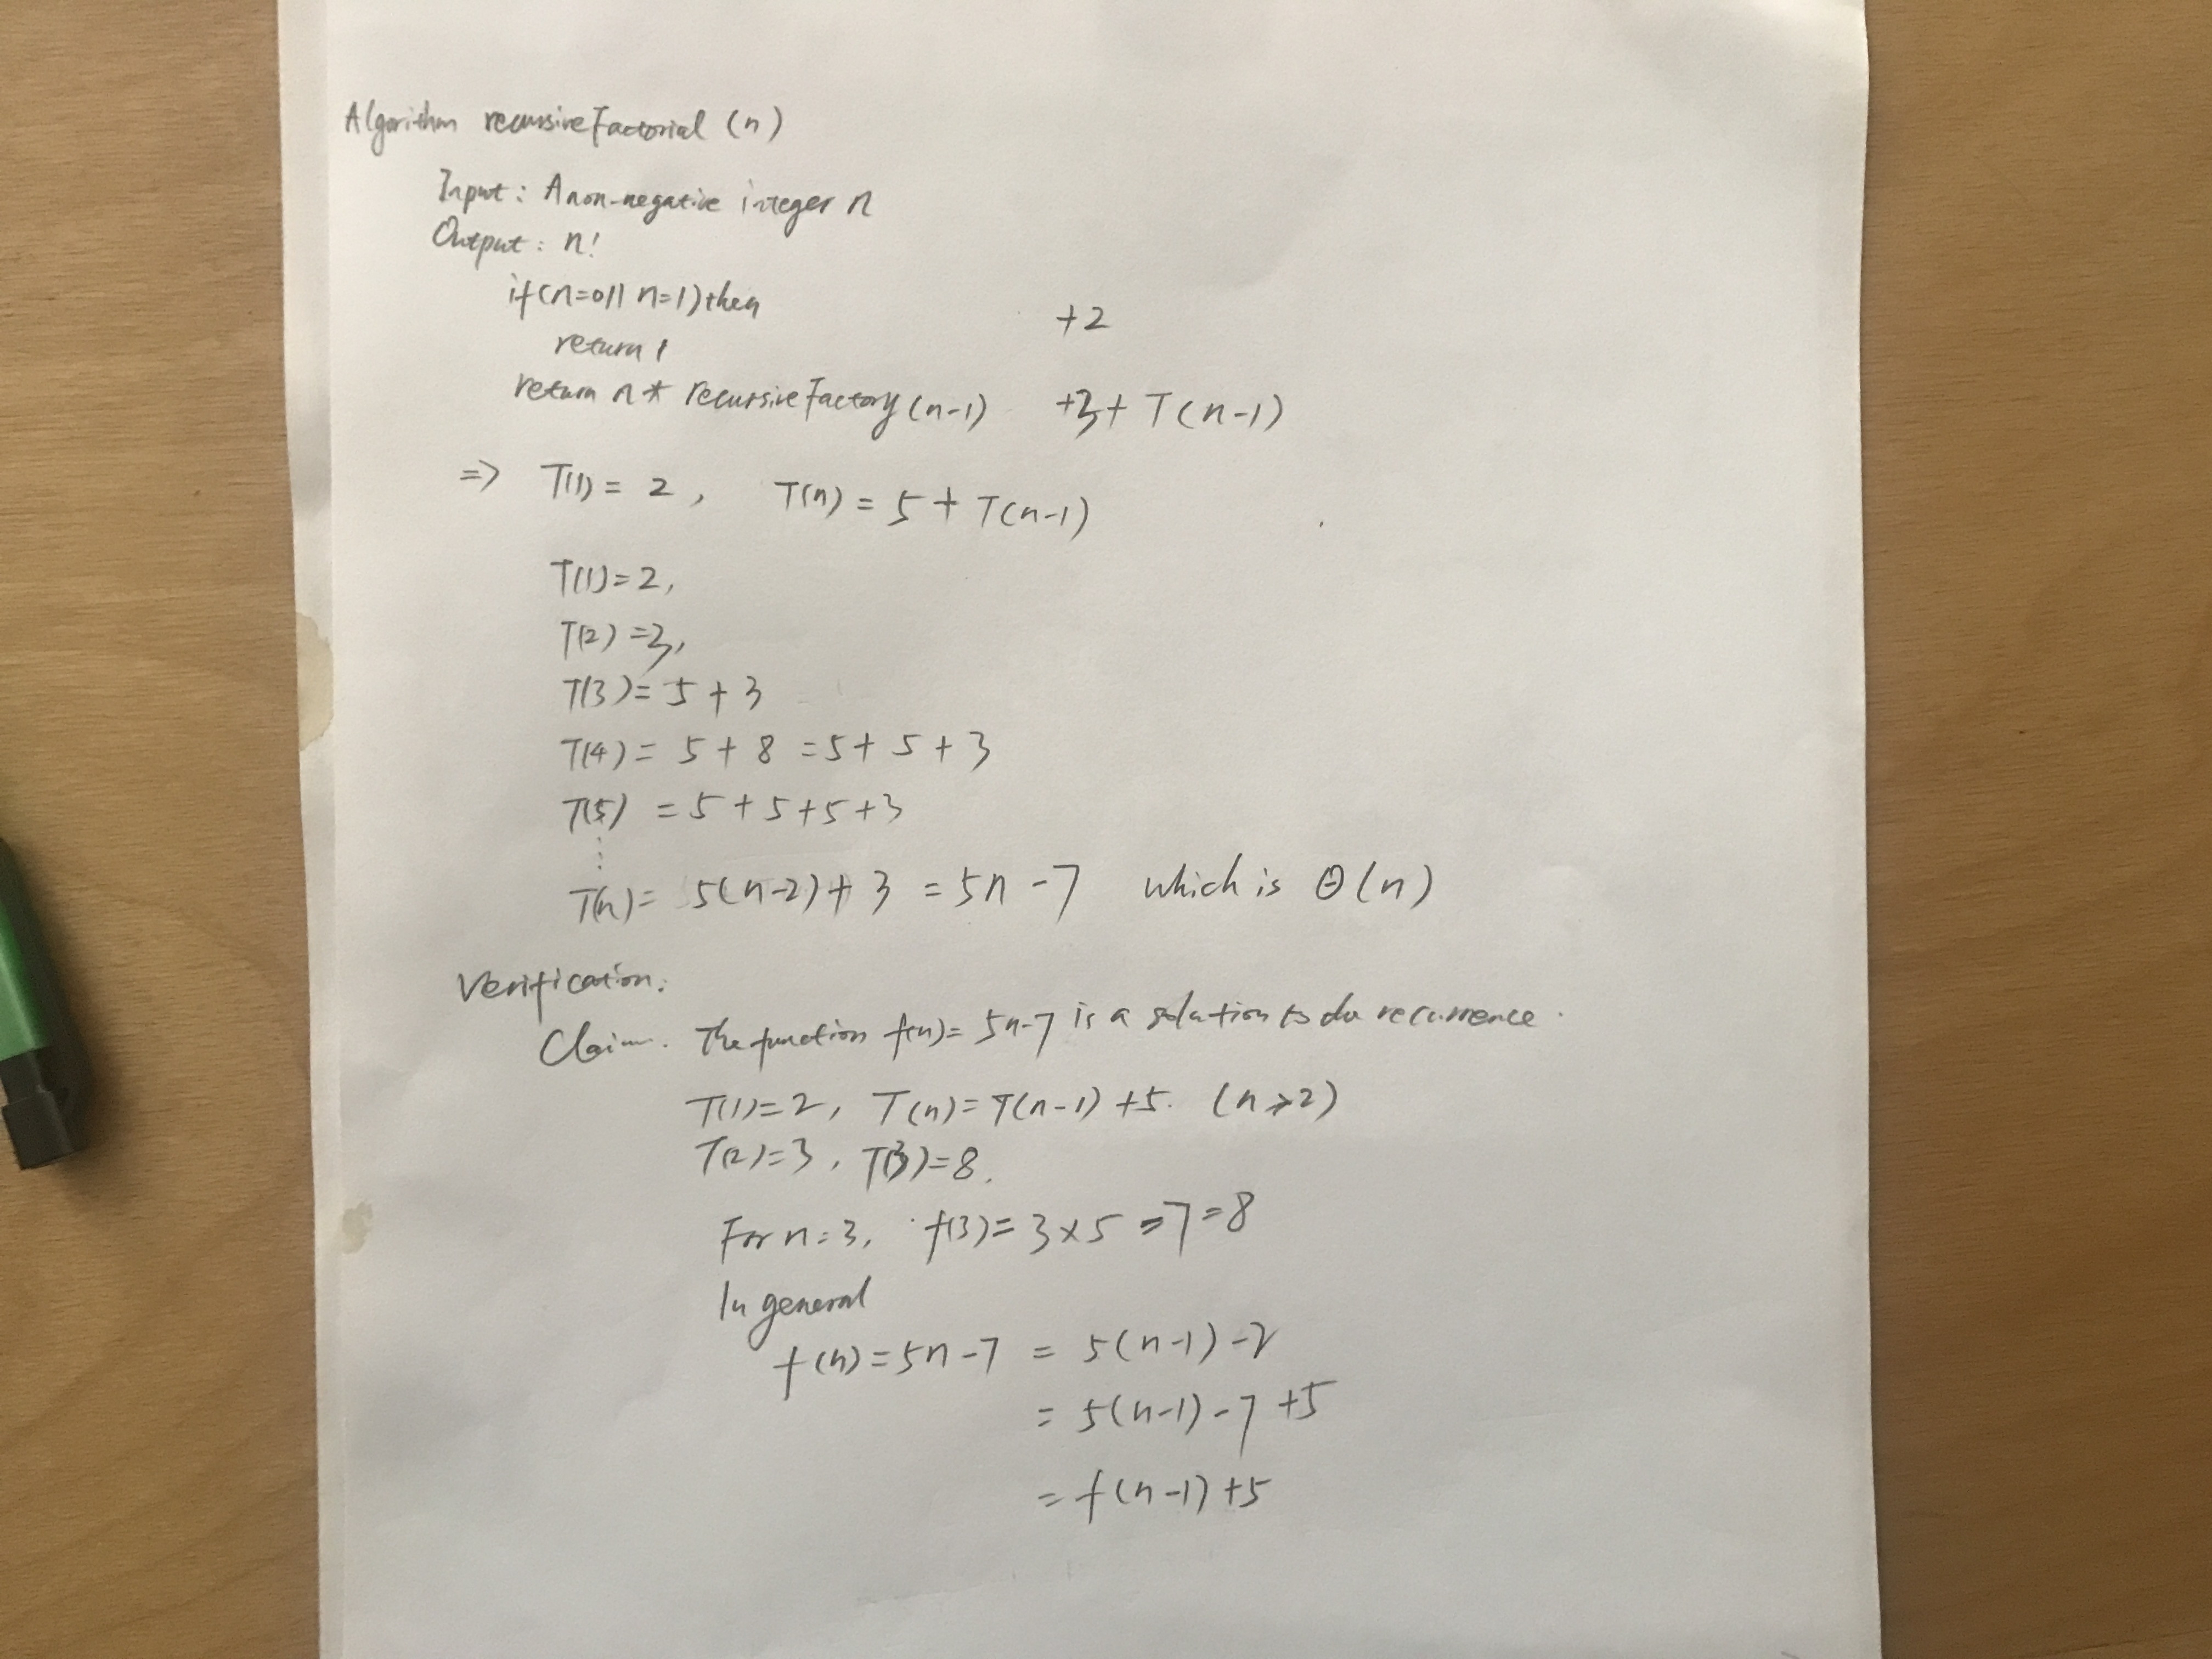 Algorithm recursiveFactorial (n)
Input: A non-negative integer n
Output: n!
if (n=0 || n=1) then
return 1 +2
return n* recursiveFactory (n-1) +3+ T(n-1)
=> T(1) = 2, T(n) = 5 + T(n-1)
T(1) = 2,
T(2) = 3,
T(3) = 5 + 3
T(4) = 5 + 8 = 5 + 5 + 3
T(5) = 5 + 5 + 5 + 3
⋮
T(n) = 5(n-2) + 3 = 5n - 7 which is Θ(n)
Verification:
Claim. The function f(n) = 5n-7 is a solution to da recurrence.
T(1) = 2, T(n) = T(n-1) +5. (n>2)
T(2) = 3, T(3) = 8.
For n = 3, f(3) = 3 × 5 - 7 = 8
In general
f(n) = 5n - 7 = 5(n-1) - 2
= 5(n-1) - 7 + 5
= f(n-1) + 5